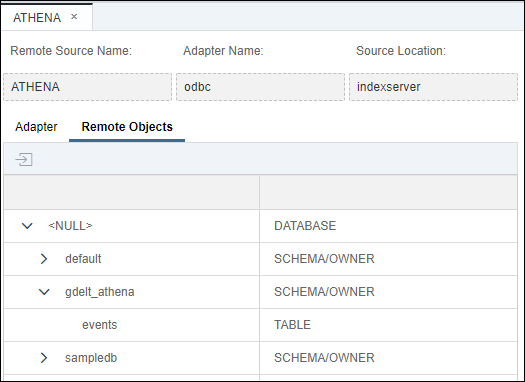 ATHENA ×
Remote Source Name: Adapter Name: Source Location:
ATHENA odbc indexserver
Adapter Remote Objects
<NULL> DATABASE
default SCHEMA/OWNER
gdelt_athena SCHEMA/OWNER
events TABLE
sampledb SCHEMA/OWNER